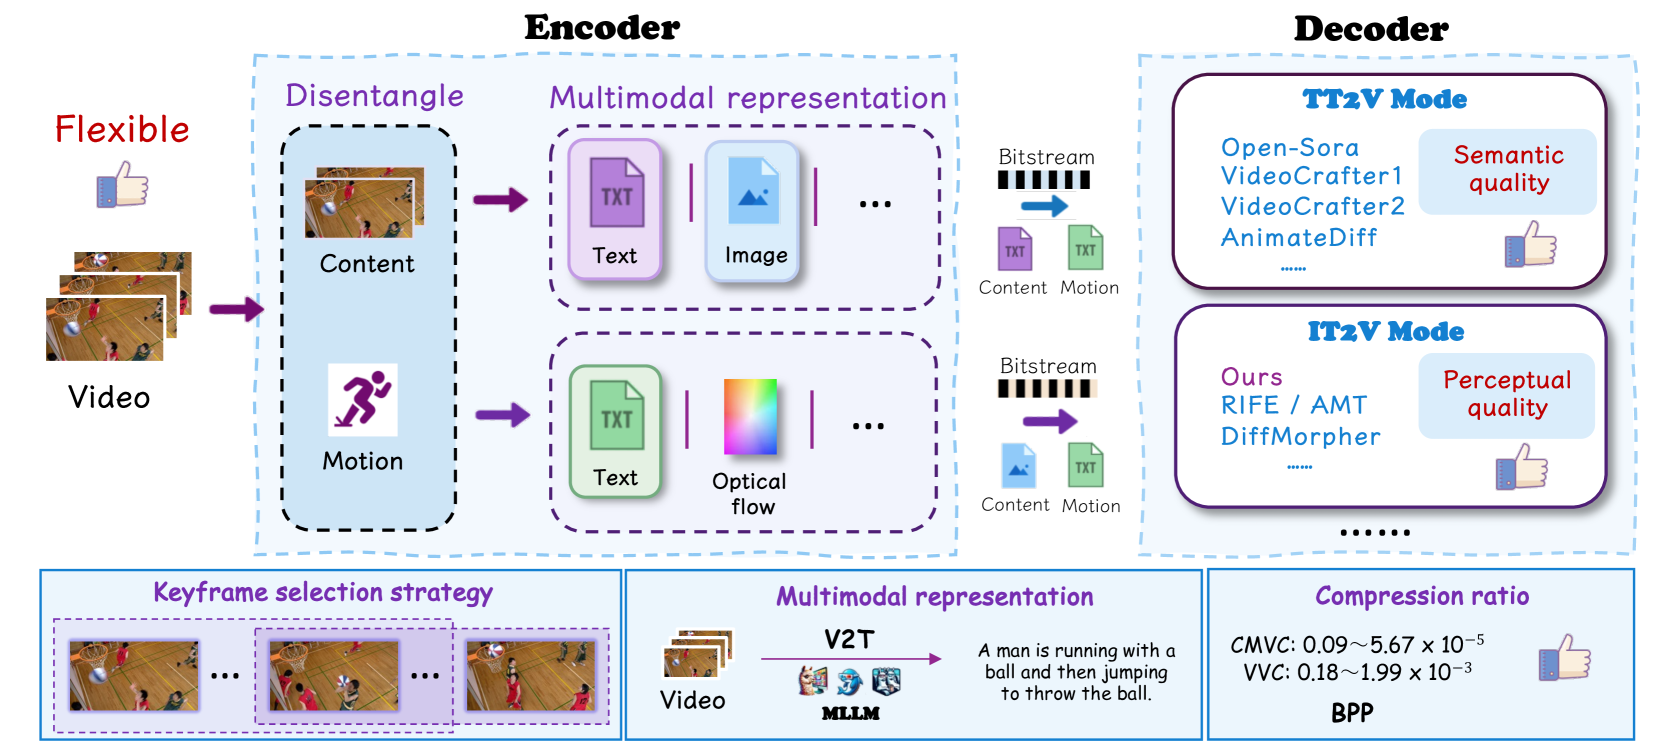 Encoder
Decoder
Flexible
Video
Disentangle
Content
Motion
Multimodal representation
TXT
Text
Image
...
TXT
Text
Optical
flow
...
Bitstream
TXT
TXT
Content Motion
Bitstream
TXT
Content Motion
TT2V Mode
Open-Sora
VideoCrafter1
VideoCrafter2
AnimateDiff
......
Semantic
quality
IT2V Mode
Ours
RIFE / AMT
DiffMorpher
......
Perceptual
quality
......
Keyframe selection strategy
... ...
Multimodal representation
Video
V2T
MLLM
A man is running with a
ball and then jumping
to throw the ball.
Compression ratio
CMVC: 0.09~5.67 x 10⁻⁵
VVC: 0.18~1.99 x 10⁻³
BPP